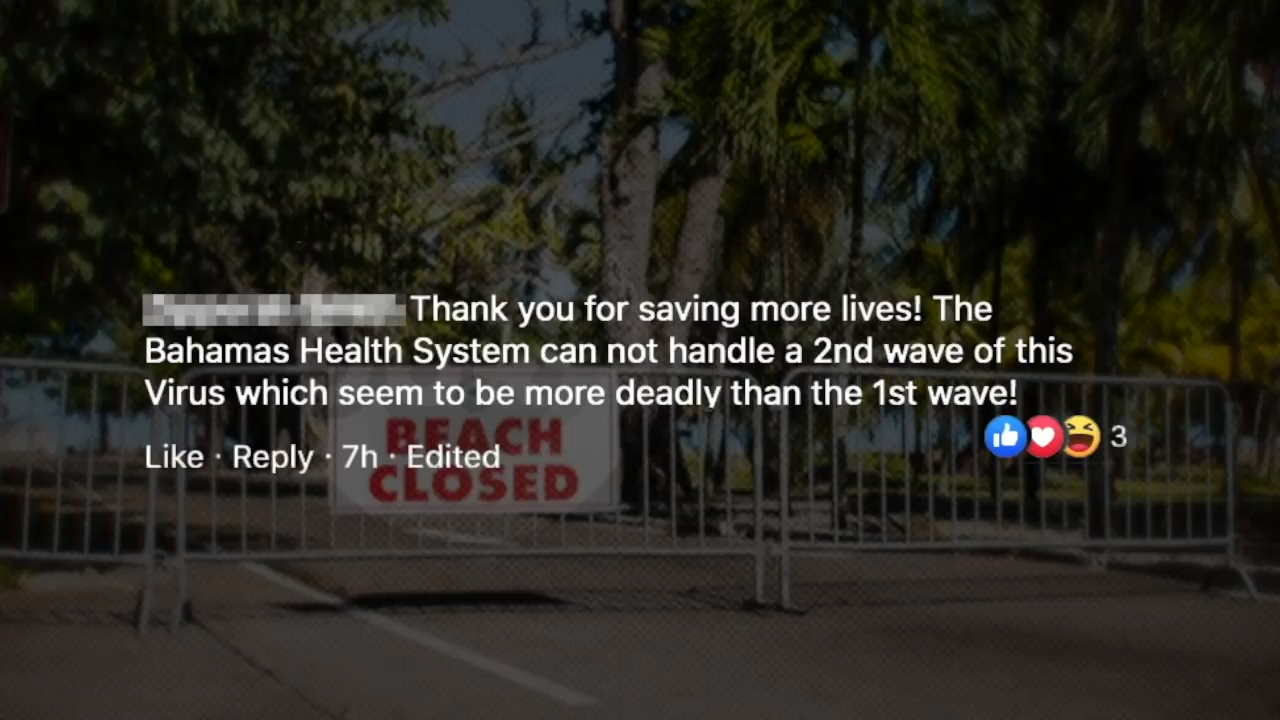 Thank you for saving more lives! The
Bahamas Health System can not handle a 2nd wave of this
Virus which seem to be more deadly than the 1st wave!
3
Like · Reply · 7h · Edited
BEACH
CLOSED